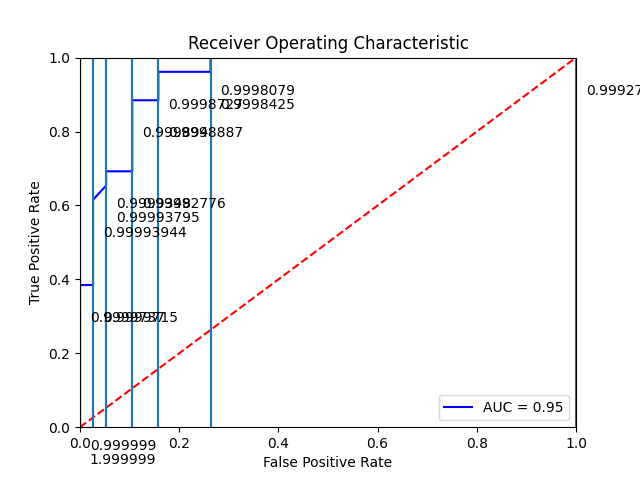 Receiver Operating Characteristic
1.0
0.9998079
0.99927
0.9998425
0.8
0.9998887
0.6
0.99993795
0.99993944
True Positive Rate
0.4
0.2
AUC = 0.95
0.0
0.0 0.2 0.4 0.6 0.8 1.0
0.999999
1.999999
False Positive Rate